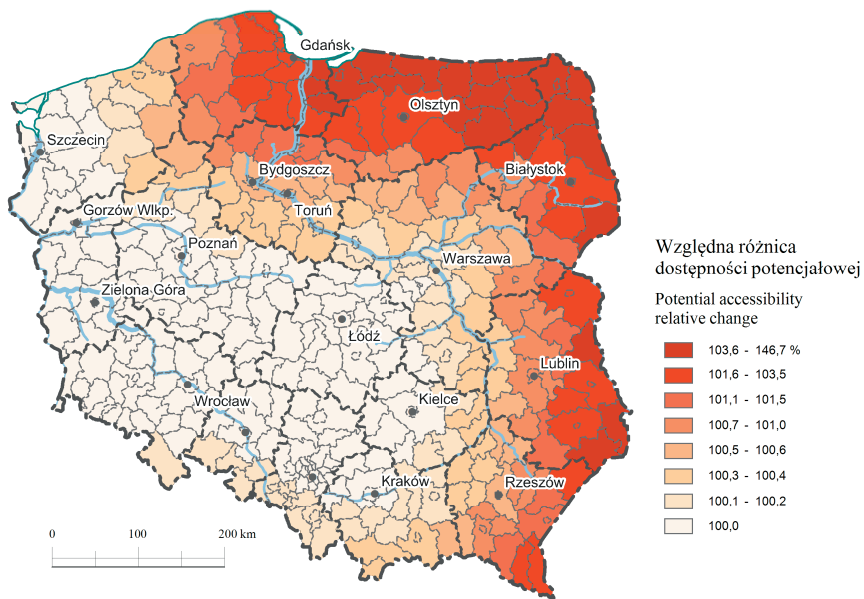 Gdańsk
Olsztyn
Szczecin
Bydgoszcz
Białystok
Toruń
Gorzów Wlkp.
Poznań
Warszawa
Zielona Góra
Łódź
Lublin
Wrocław
Kielce
Kraków
Rzeszów
Względna różnica
dostępności potencjałowej
Potential accessibility
relative change
103,6 - 146,7 %
101,6 - 103,5
101,1 - 101,5
100,7 - 101,0
100,5 - 100,6
100,3 - 100,4
100.1 - 100.2
100,0
0 100 200 km